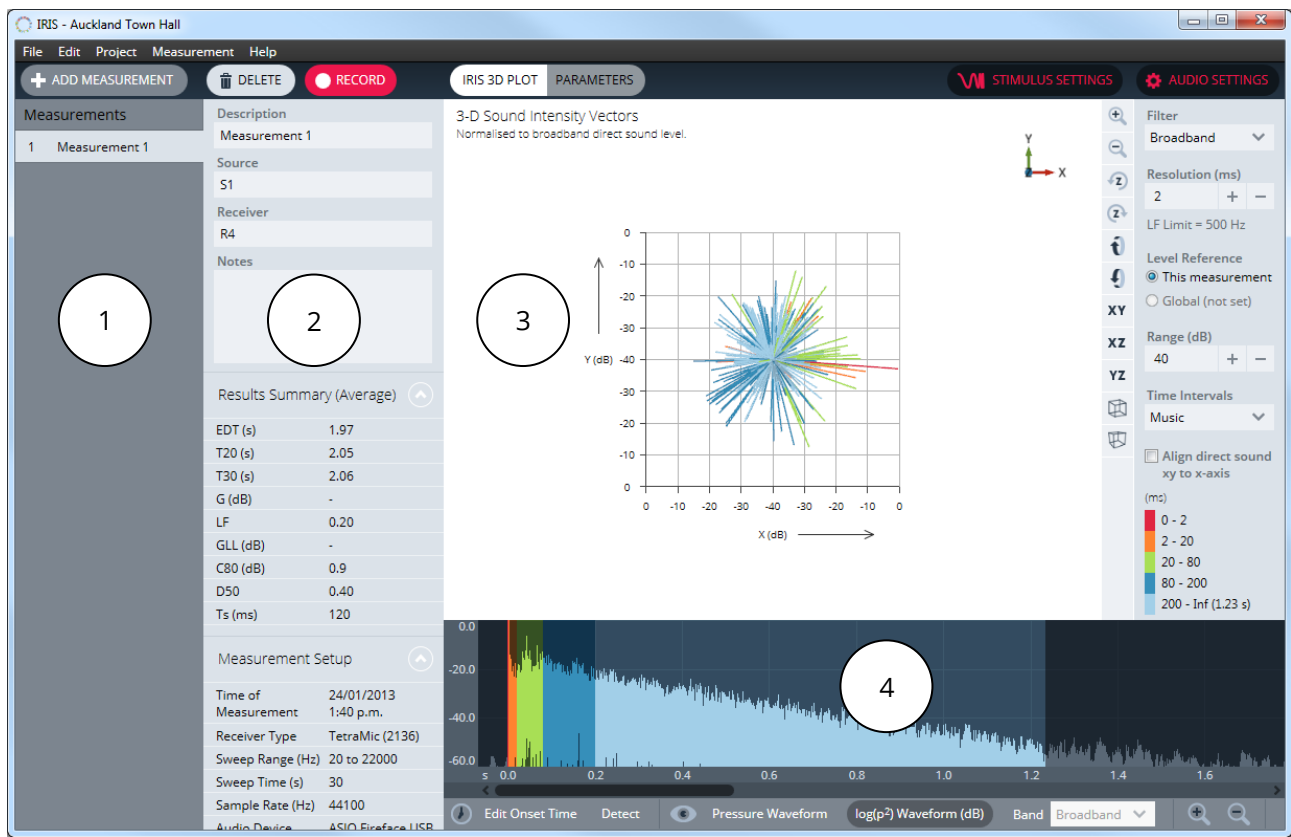 IRIS - Auckland Town Hall
File Edit Project Measurement Help
ADD MEASUREMENT
DELETE
RECORD
IRIS 3D PLOT
PARAMETERS
STIMULUS SETTINGS
AUDIO SETTINGS
Measurements
1 Measurement 1
1
Description
Measurement 1
Source
S1
Receiver
R4
Notes
2
Results Summary (Average)
EDT (s) 1.97
T20 (s) 2.05
T30 (s) 2.06
G (dB) -
LF 0.20
GLL (dB) -
C80 (dB) 0.9
D50 0.40
Ts (ms) 120
Measurement Setup
Time of Measurement 24/01/2013 1:40 p.m.
Receiver Type TetraMic (2136)
Sweep Range (Hz) 20 to 22000
Sweep Time (s) 30
Sample Rate (Hz) 44100
Audio Device ASIO Fireface USB
3-D Sound Intensity Vectors
Normalised to broadband direct sound level.
Y
X
3
0
-10
-20
-30
Y (dB) -40
-30
-20
-10
0
0 -10 -20 -30 -40 -30 -20 -10 0
X (dB)
Z
Z
XY
XZ
YZ
Filter
Broadband
Resolution (ms)
2 + −
LF Limit = 500 Hz
Level Reference
This measurement
Global (not set)
Range (dB)
40 + −
Time Intervals
Music
Align direct sound
xy to x-axis
(ms)
0 - 2
2 - 20
20 - 80
80 - 200
200 - Inf (1.23 s)
0.0
-20.0
-40.0
-60.0
4
s 0.0 0.2 0.4 0.6 0.8 1.0 1.2 1.4 1.6
Edit Onset Time Detect Pressure Waveform log(p²) Waveform (dB) Band Broadband